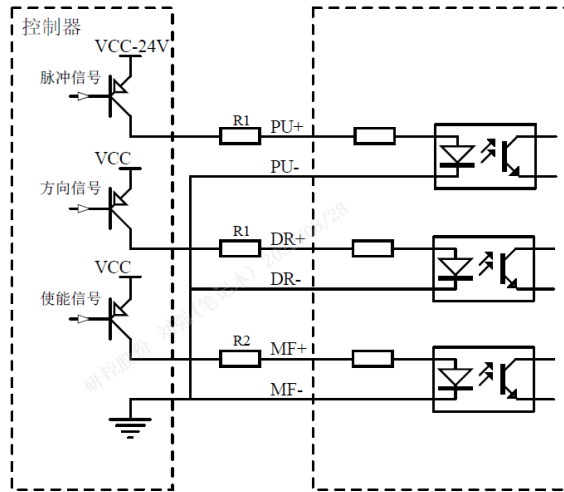 控制器
VCC-24V
脉冲信号
R1 PU+
PU-
VCC
方向信号
R1 DR+
DR-
VCC
使能信号
R2 MF+
MF-